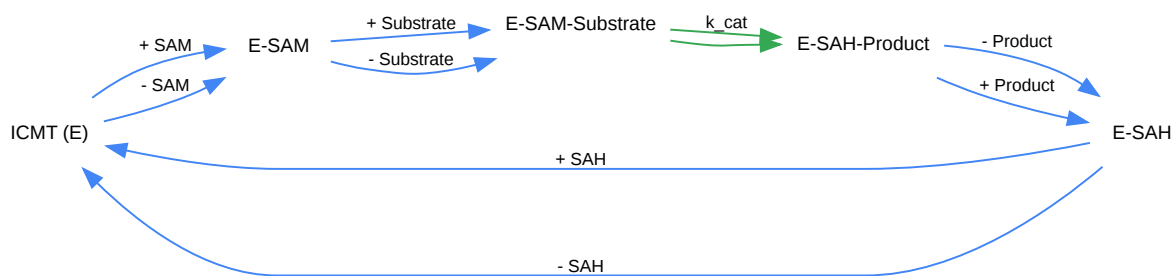 + SAM
- SAM
ICMT (E)
E-SAM
+ Substrate
- Substrate
E-SAM-Substrate
k_cat
E-SAH-Product
- Product
+ Product
E-SAH
+ SAH
- SAH